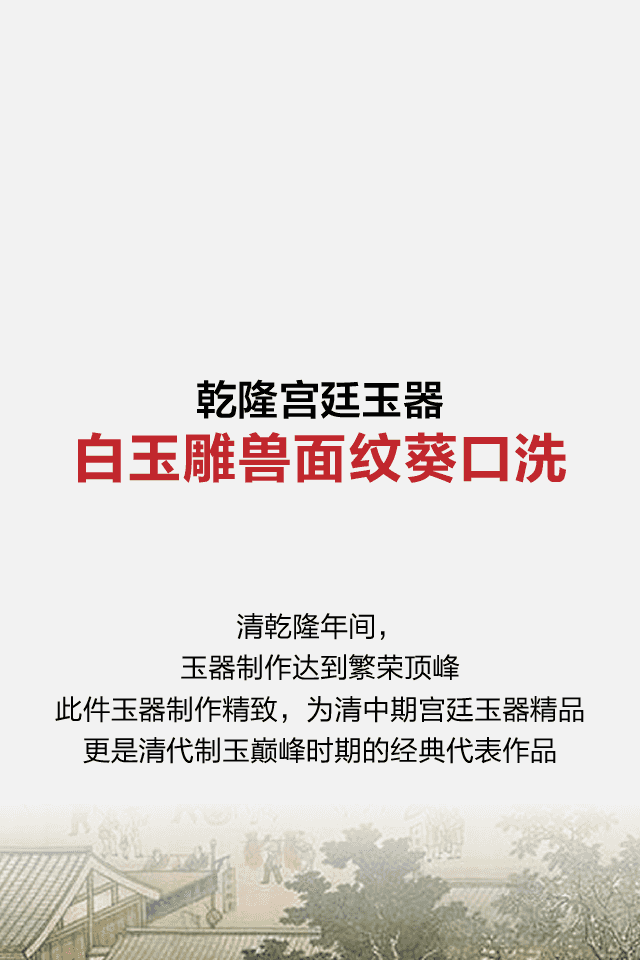 乾隆宫廷玉器
白玉雕兽面纹葵口洗
清乾隆年间，
玉器制作达到繁荣顶峰
此件玉器制作精致，为清中期宫廷玉器精品
更是清代制玉巅峰时期的经典代表作品